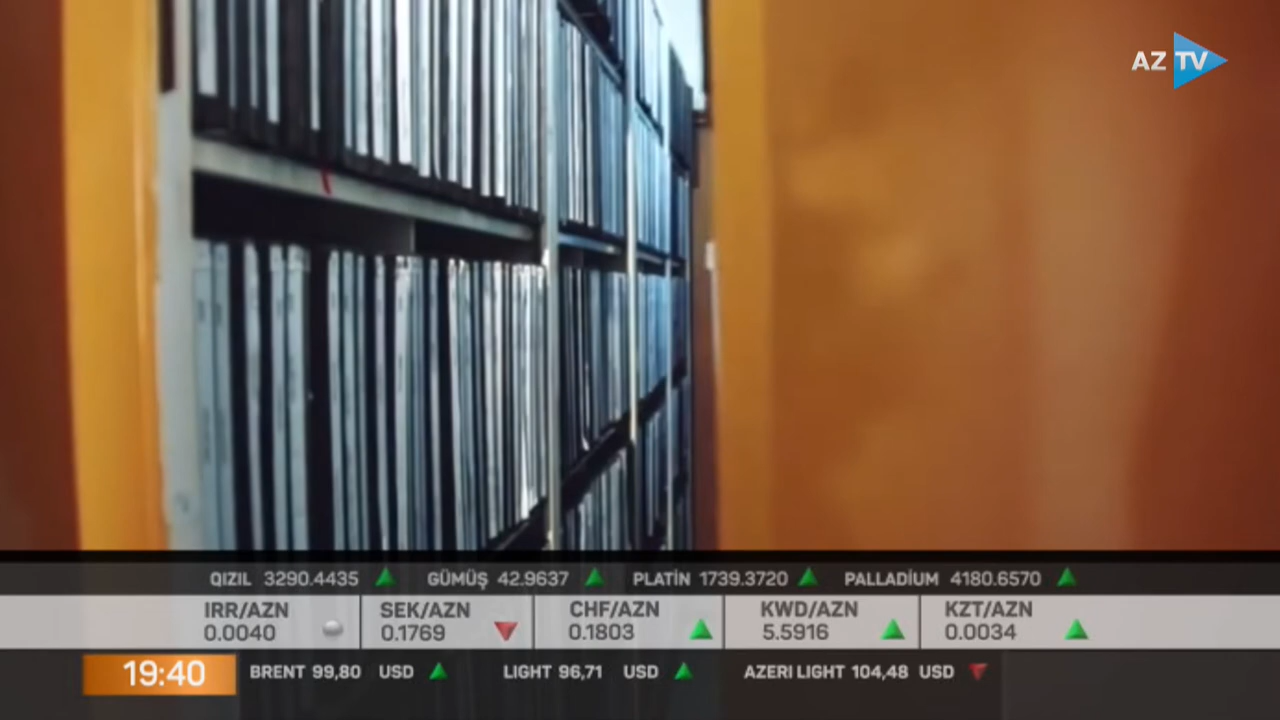 AZ TV
QIZIL 3290.4435 GÜMÜŞ 42.9637 PLATİN 1739.3720 PALLADİUM 4180.6570
IRR/AZN SEK/AZN CHF/AZN KWD/AZN KZT/AZN
0.0040 0.1769 0.1803 5.5916 0.0034
19:40 BRENT 99,80 USD LIGHT 96,71 USD AZERI LIGHT 104,48 USD